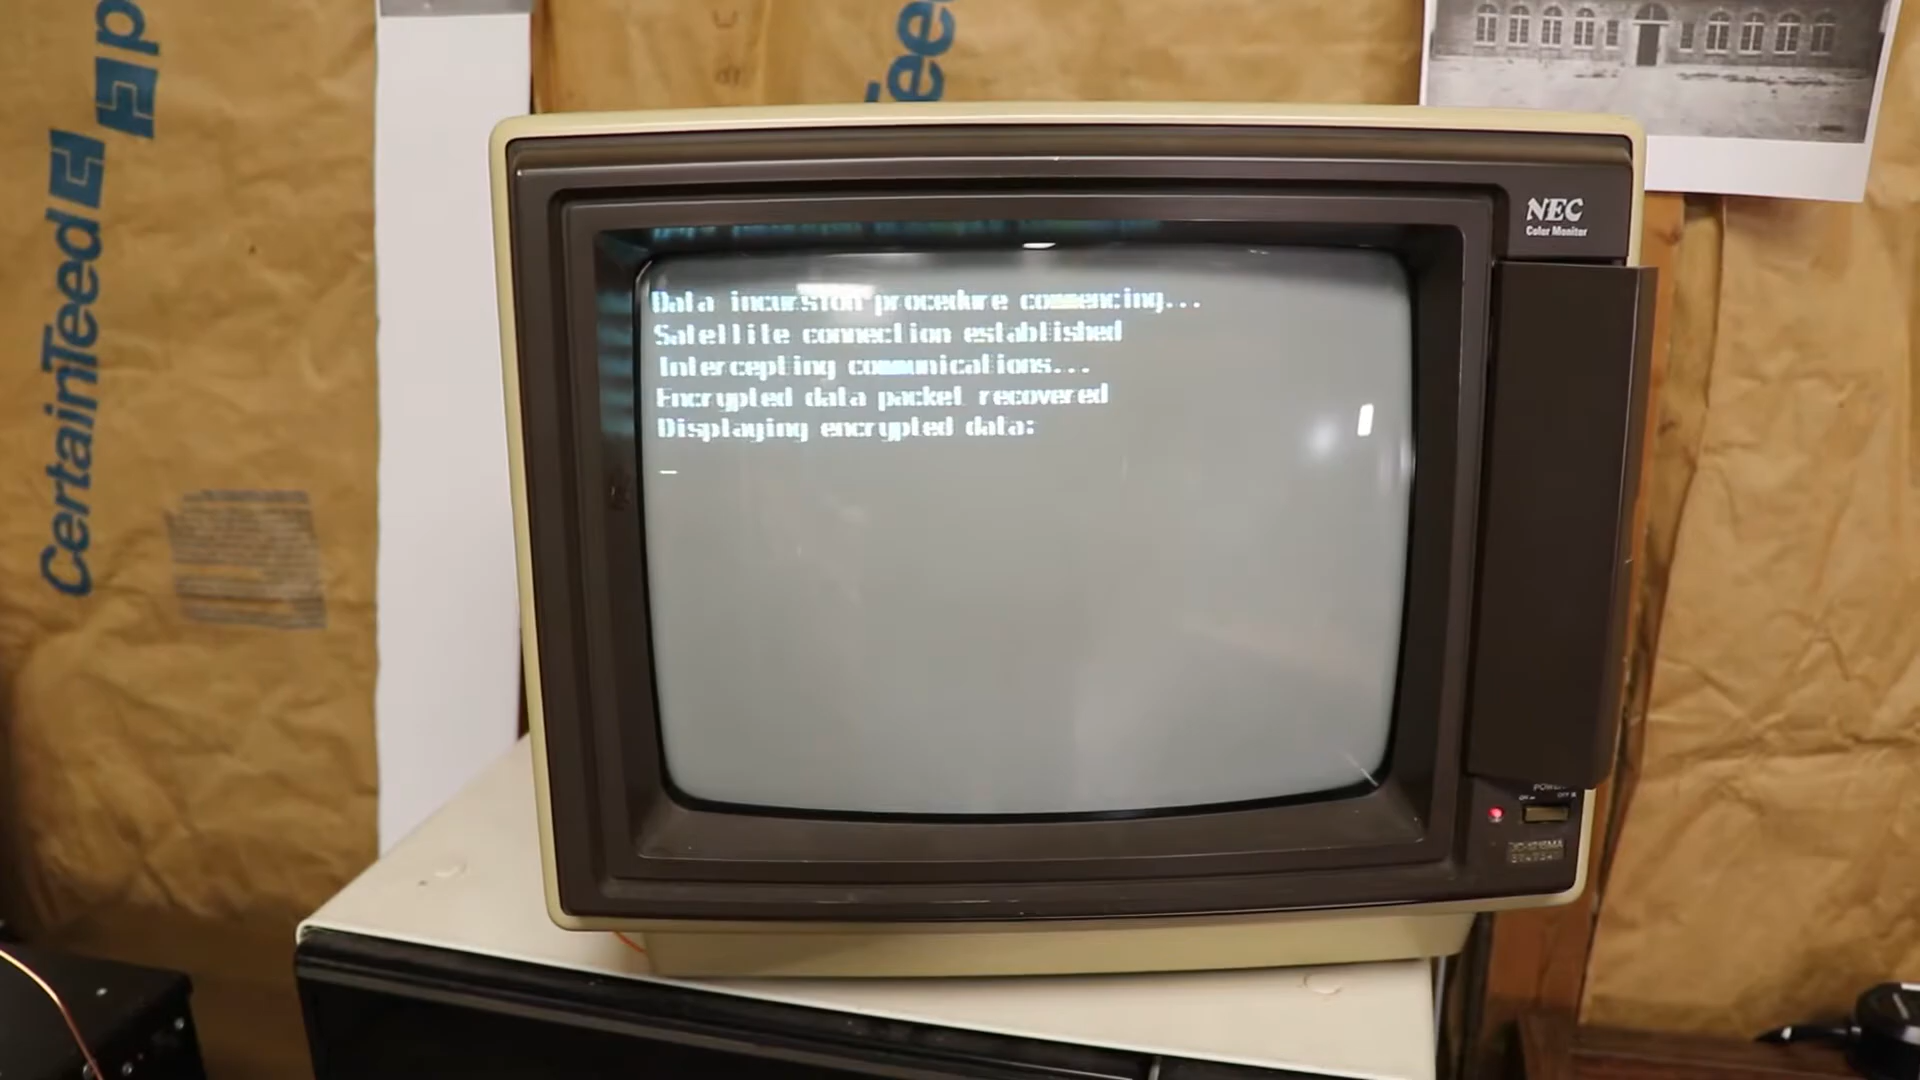 CertainTeed
NEC
Color Monitor
Data incursion procedure commencing...
Satellite connection established
Intercepting communications...
Encrypted data packet recovered
Displaying encrypted data:
_
POWER